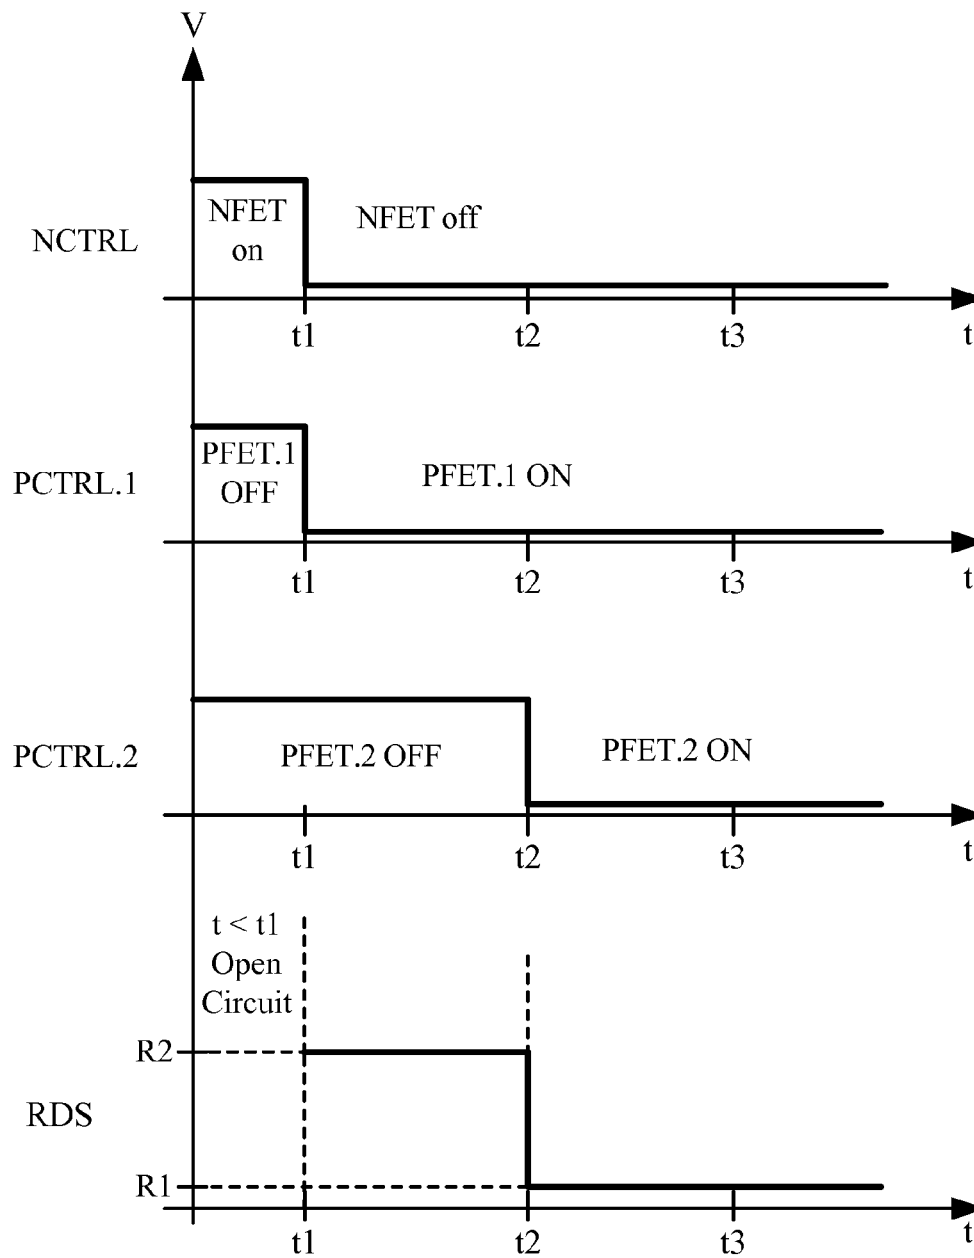 V
NCTRL
NFET
on
NFET off
t1
t2
t3
t
PCTRL.1
PFET.1
OFF
PFET.1 ON
t1
t2
t3
t
PCTRL.2
PFET.2 OFF
PFET.2 ON
t1
t2
t3
t
t < t1
Open
Circuit
R2
RDS
R1
t1
t2
t3
t